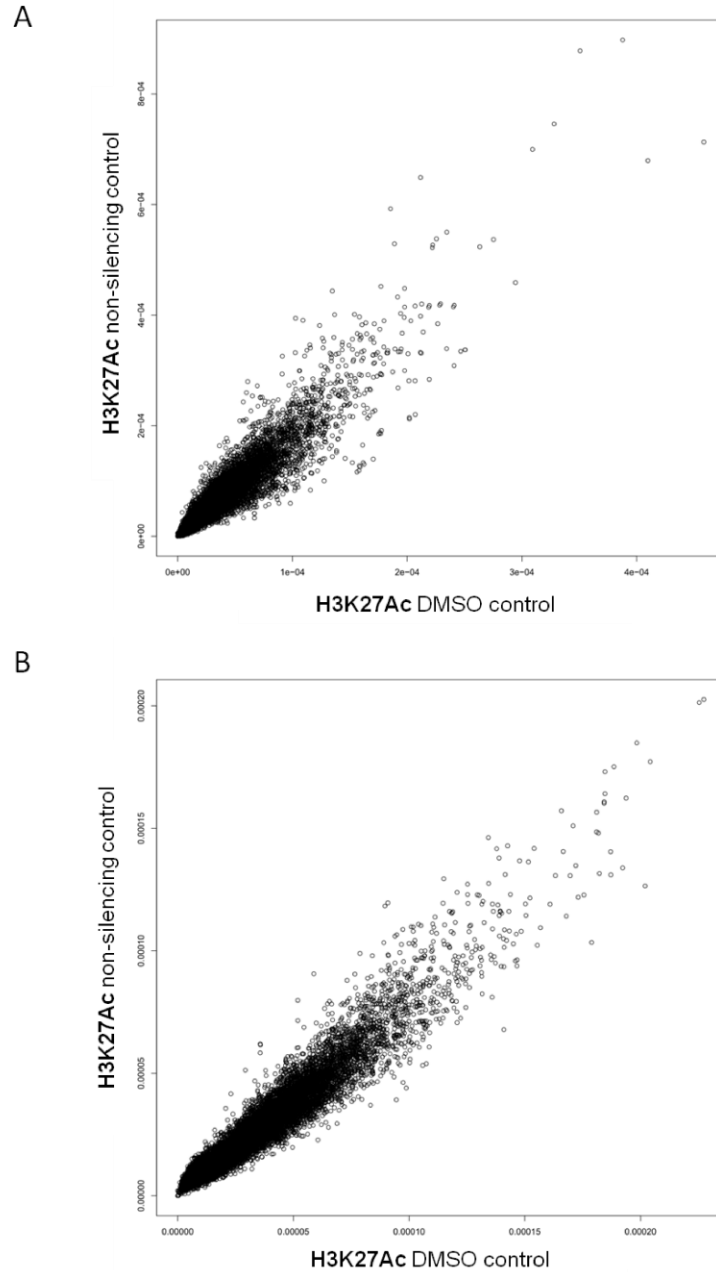 A
8e-04
6e-04
4e-04
2e-04
0e+00
H3K27Ac non-silencing control
0e+00 1e-04 2e-04 3e-04 4e-04
H3K27Ac DMSO control
B
0.00020
0.00015
0.00010
0.00005
0.00000
H3K27Ac non-silencing control
0.00000 0.00005 0.00010 0.00015 0.00020
H3K27Ac DMSO control